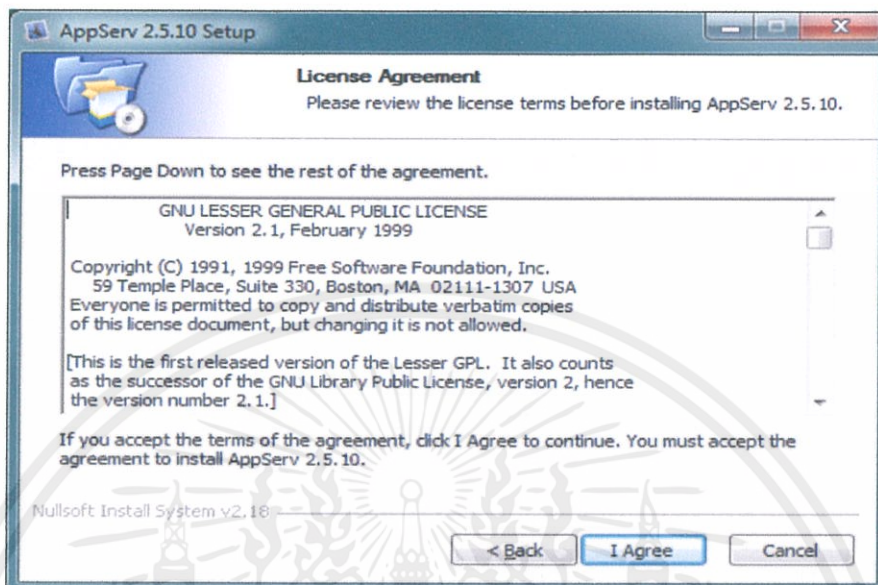 AppServ 2.5.10 Setup
License Agreement
Please review the license terms before installing AppServ 2.5.10.
Press Page Down to see the rest of the agreement.
GNU LESSER GENERAL PUBLIC LICENSE
Version 2.1, February 1999
Copyright (C) 1991, 1999 Free Software Foundation, Inc.
59 Temple Place, Suite 330, Boston, MA 02111-1307 USA
Everyone is permitted to copy and distribute verbatim copies
of this license document, but changing it is not allowed.
[This is the first released version of the Lesser GPL. It also counts
as the successor of the GNU Library Public License, version 2, hence
the version number 2.1.]
If you accept the terms of the agreement, click I Agree to continue. You must accept the
agreement to install AppServ 2.5.10.
Nullsoft Install System v2.18
< Back I Agree Cancel